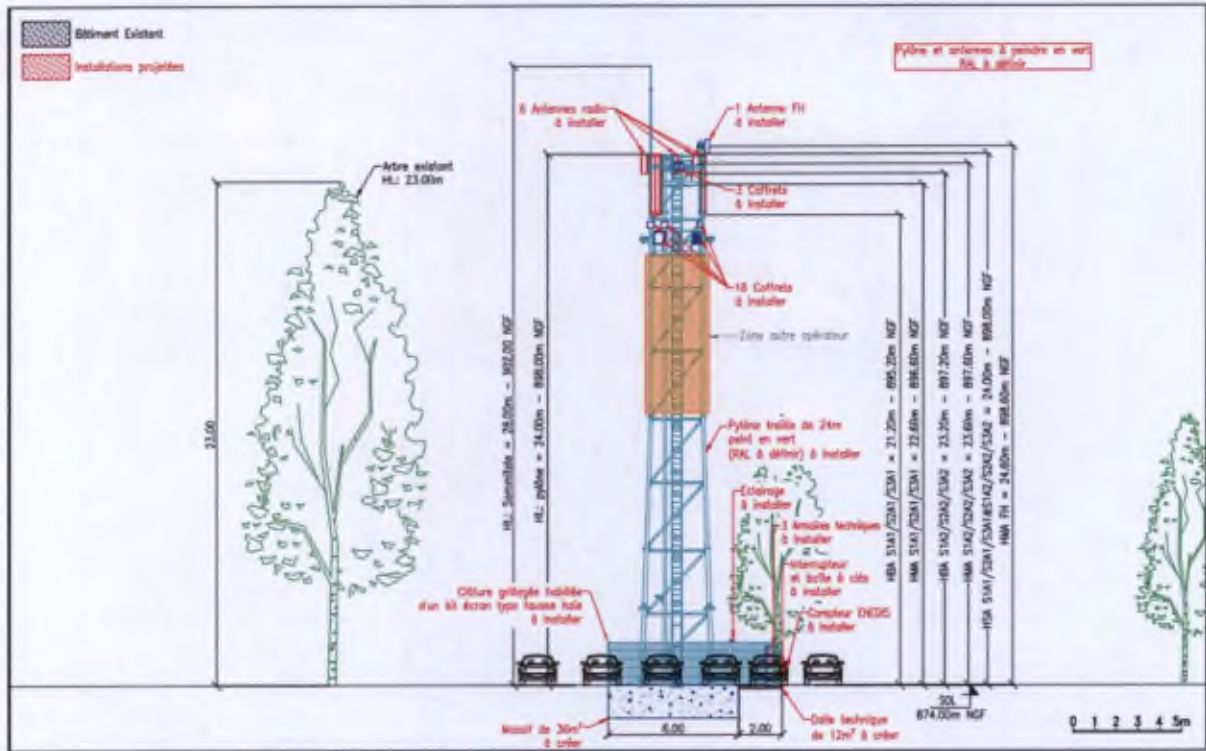 Bâtiment Existant
Installations projetées
Pylône et antennes à peindre en vert
RAL à définir
6 Antennes radio
à installer
1 Antenne FH
à installer
Arbre existant
Ht.: 23.00m
3 Coffrets
à installer
18 Coffrets
à installer
Zone autre opérateur
23.00
Ht. Sommitale = 28.00m - 902.00 NGF
Ht. pylône = 24.00m - 898.00m NGF
HBA S1A1/S2A1/S3A1 = 21.20m - 895.20m NGF
HMA S1A1/S2A1/S3A1 = 22.60m - 896.60m NGF
HBA S1A2/S2A2/S3A2 = 23.20m - 897.20m NGF
HMA S1A2/S2A2/S3A2 = 23.60m - 897.60m NGF
HSA S1A1/S2A1/S3A1&S1A2/S2A2/S3A2 = 24.00m - 898.00m NGF
HMA FH = 24.60m - 898.60m NGF
Pylône treillis de 24m
peint en vert
(RAL à définir) à installer
Eclairage
à installer
3 Armoires techniques
à installer
Interrupteur
et boîte à clés
à installer
Clôture grillagée habillée
d'un kit écran type fausse haie
à installer
Compteur ENEDIS
à installer
SOL
874.00m NGF
Massif de 36m²
à créer
6.00
2.00
Dalle technique
de 12m² à créer
0 1 2 3 4 5m